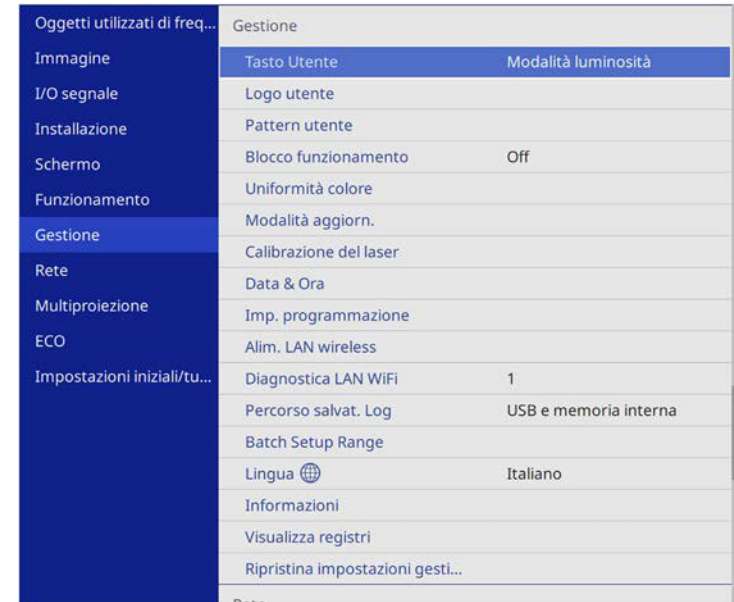 Oggetti utilizzati di freq...
Immagine
I/O segnale
Installazione
Schermo
Funzionamento
Gestione
Rete
Multiproiezione
ECO
Impostazioni iniziali/tu...
Gestione
Tasto Utente Modalità luminosità
Logo utente
Pattern utente
Blocco funzionamento Off
Uniformità colore
Modalità aggiorn.
Calibrazione del laser
Data & Ora
Imp. programmazione
Alim. LAN wireless
Diagnostica LAN WiFi 1
Percorso salvat. Log USB e memoria interna
Batch Setup Range
Lingua Italiano
Informazioni
Visualizza registri
Ripristina impostazioni gesti...